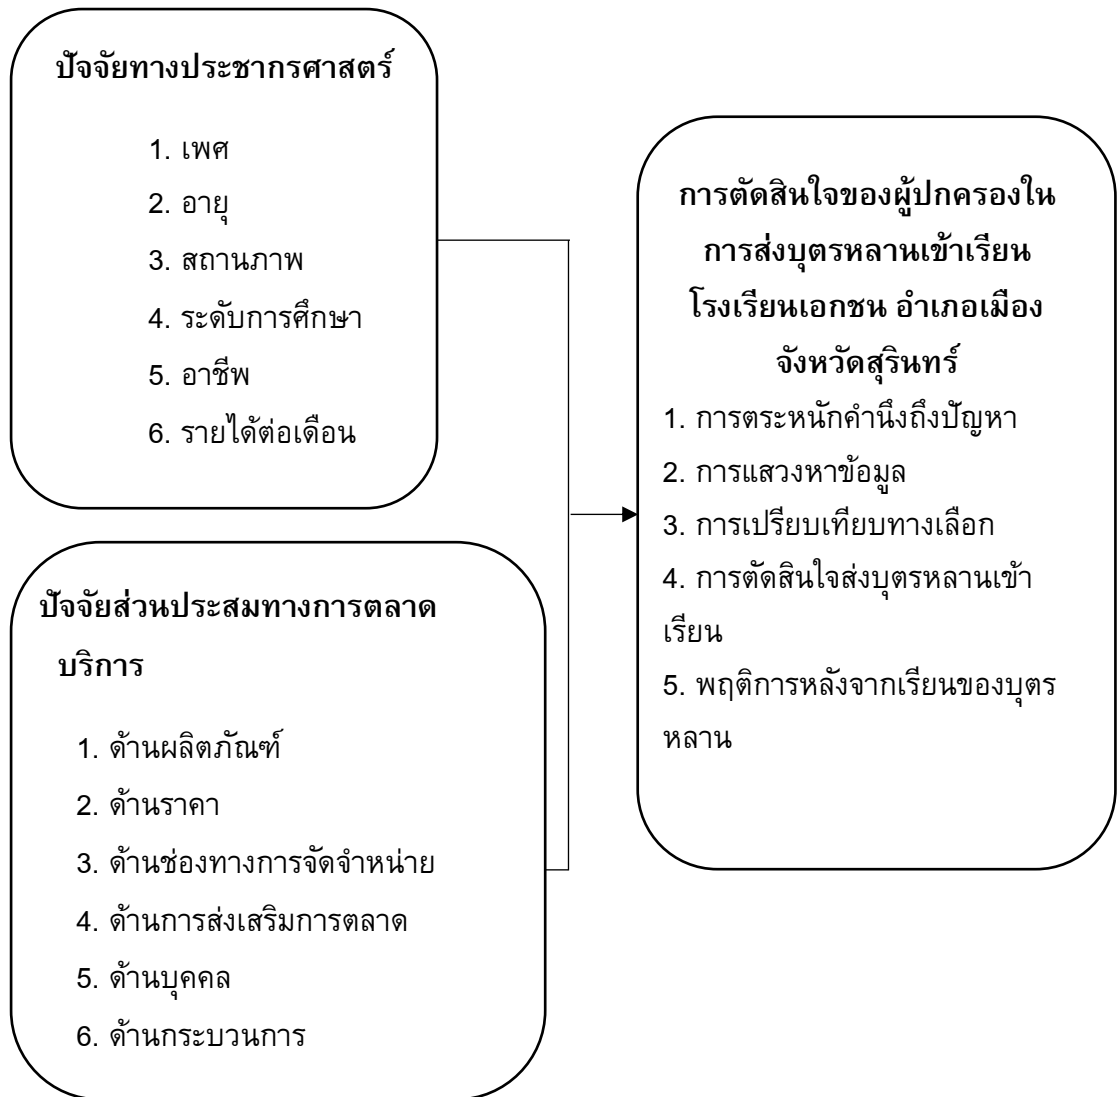 ปัจจัยทางประชากรศาสตร์
1. เพศ
2. อายุ
3. สถานภาพ
4. ระดับการศึกษา
5. อาชีพ
6. รายได้ต่อเดือน
ปัจจัยส่วนประสมทางการตลาด
บริการ
1. ด้านผลิตภัณฑ์
2. ด้านราคา
3. ด้านช่องทางการจัดจำหน่าย
4. ด้านการส่งเสริมการตลาด
5. ด้านบุคคล
6. ด้านกระบวนการ
การตัดสินใจของผู้ปกครองใน
การส่งบุตรหลานเข้าเรียน
โรงเรียนเอกชน อำเภอเมือง
จังหวัดสุรินทร์
1. การตระหนักคำนึงถึงปัญหา
2. การแสวงหาข้อมูล
3. การเปรียบเทียบทางเลือก
4. การตัดสินใจส่งบุตรหลานเข้า
เรียน
5. พฤติการหลังจากเรียนของบุตร
หลาน